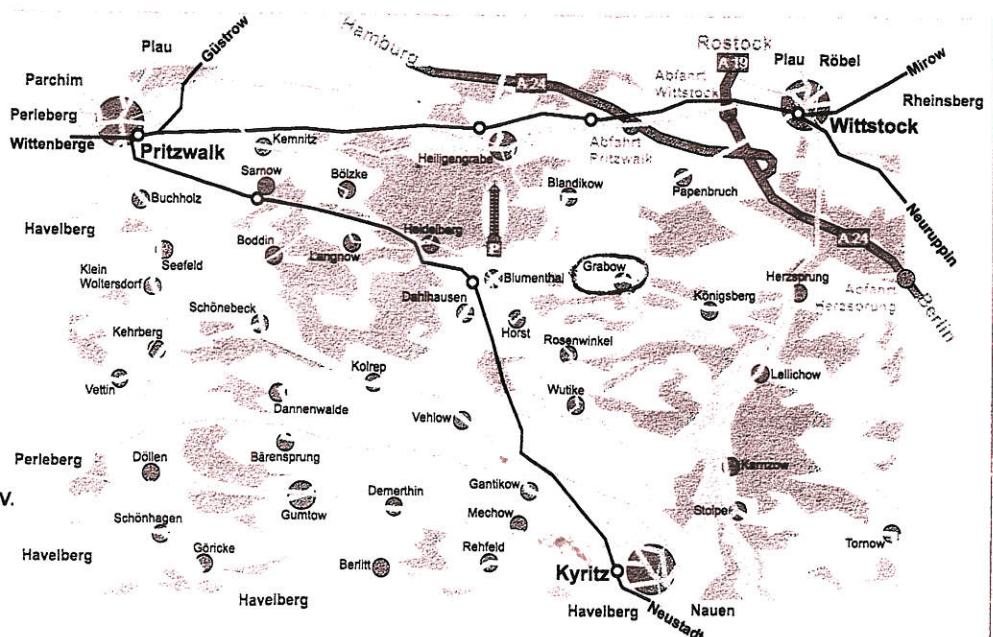 Plau
Güstrow
Hamburg
Rostock
A 19
Plau Röbel
Mirow
Parchim
A 24
Abfahrt
Wittstock
Rheinsberg
Perleberg
Wittenberge
Pritzwalk
Wittstock
Kemnitz
Heiligengrabe
Abfahrt
Pritzwalk
Sarnow
Bölzke
Blandikow
Papenbruch
Buchholz
Neuruppin
Havelberg
Boddin
Langnow
Heidelberg
P
A 24
Seefeld
Klein
Woltersdorf
Blumenthal
Grabow
Herzsprung
Abfahrt
Herzsprung
Berlin
Schönebeck
Dahlhausen
Königsberg
Kehrberg
Horst
Rosenwinkel
Vettin
Kolrep
Lellichow
Dannenwalde
Wutike
Vehlow
Perleberg
Döllen
Bärensprung
Kamzow
V.
Gumtow
Demerthin
Gantikow
Schönhagen
Mechow
Stolpe
Tornow
Havelberg
Göricke
Berlitt
Rehfeld
Kyritz
Havelberg
Havelberg
Neustadt
Nauen